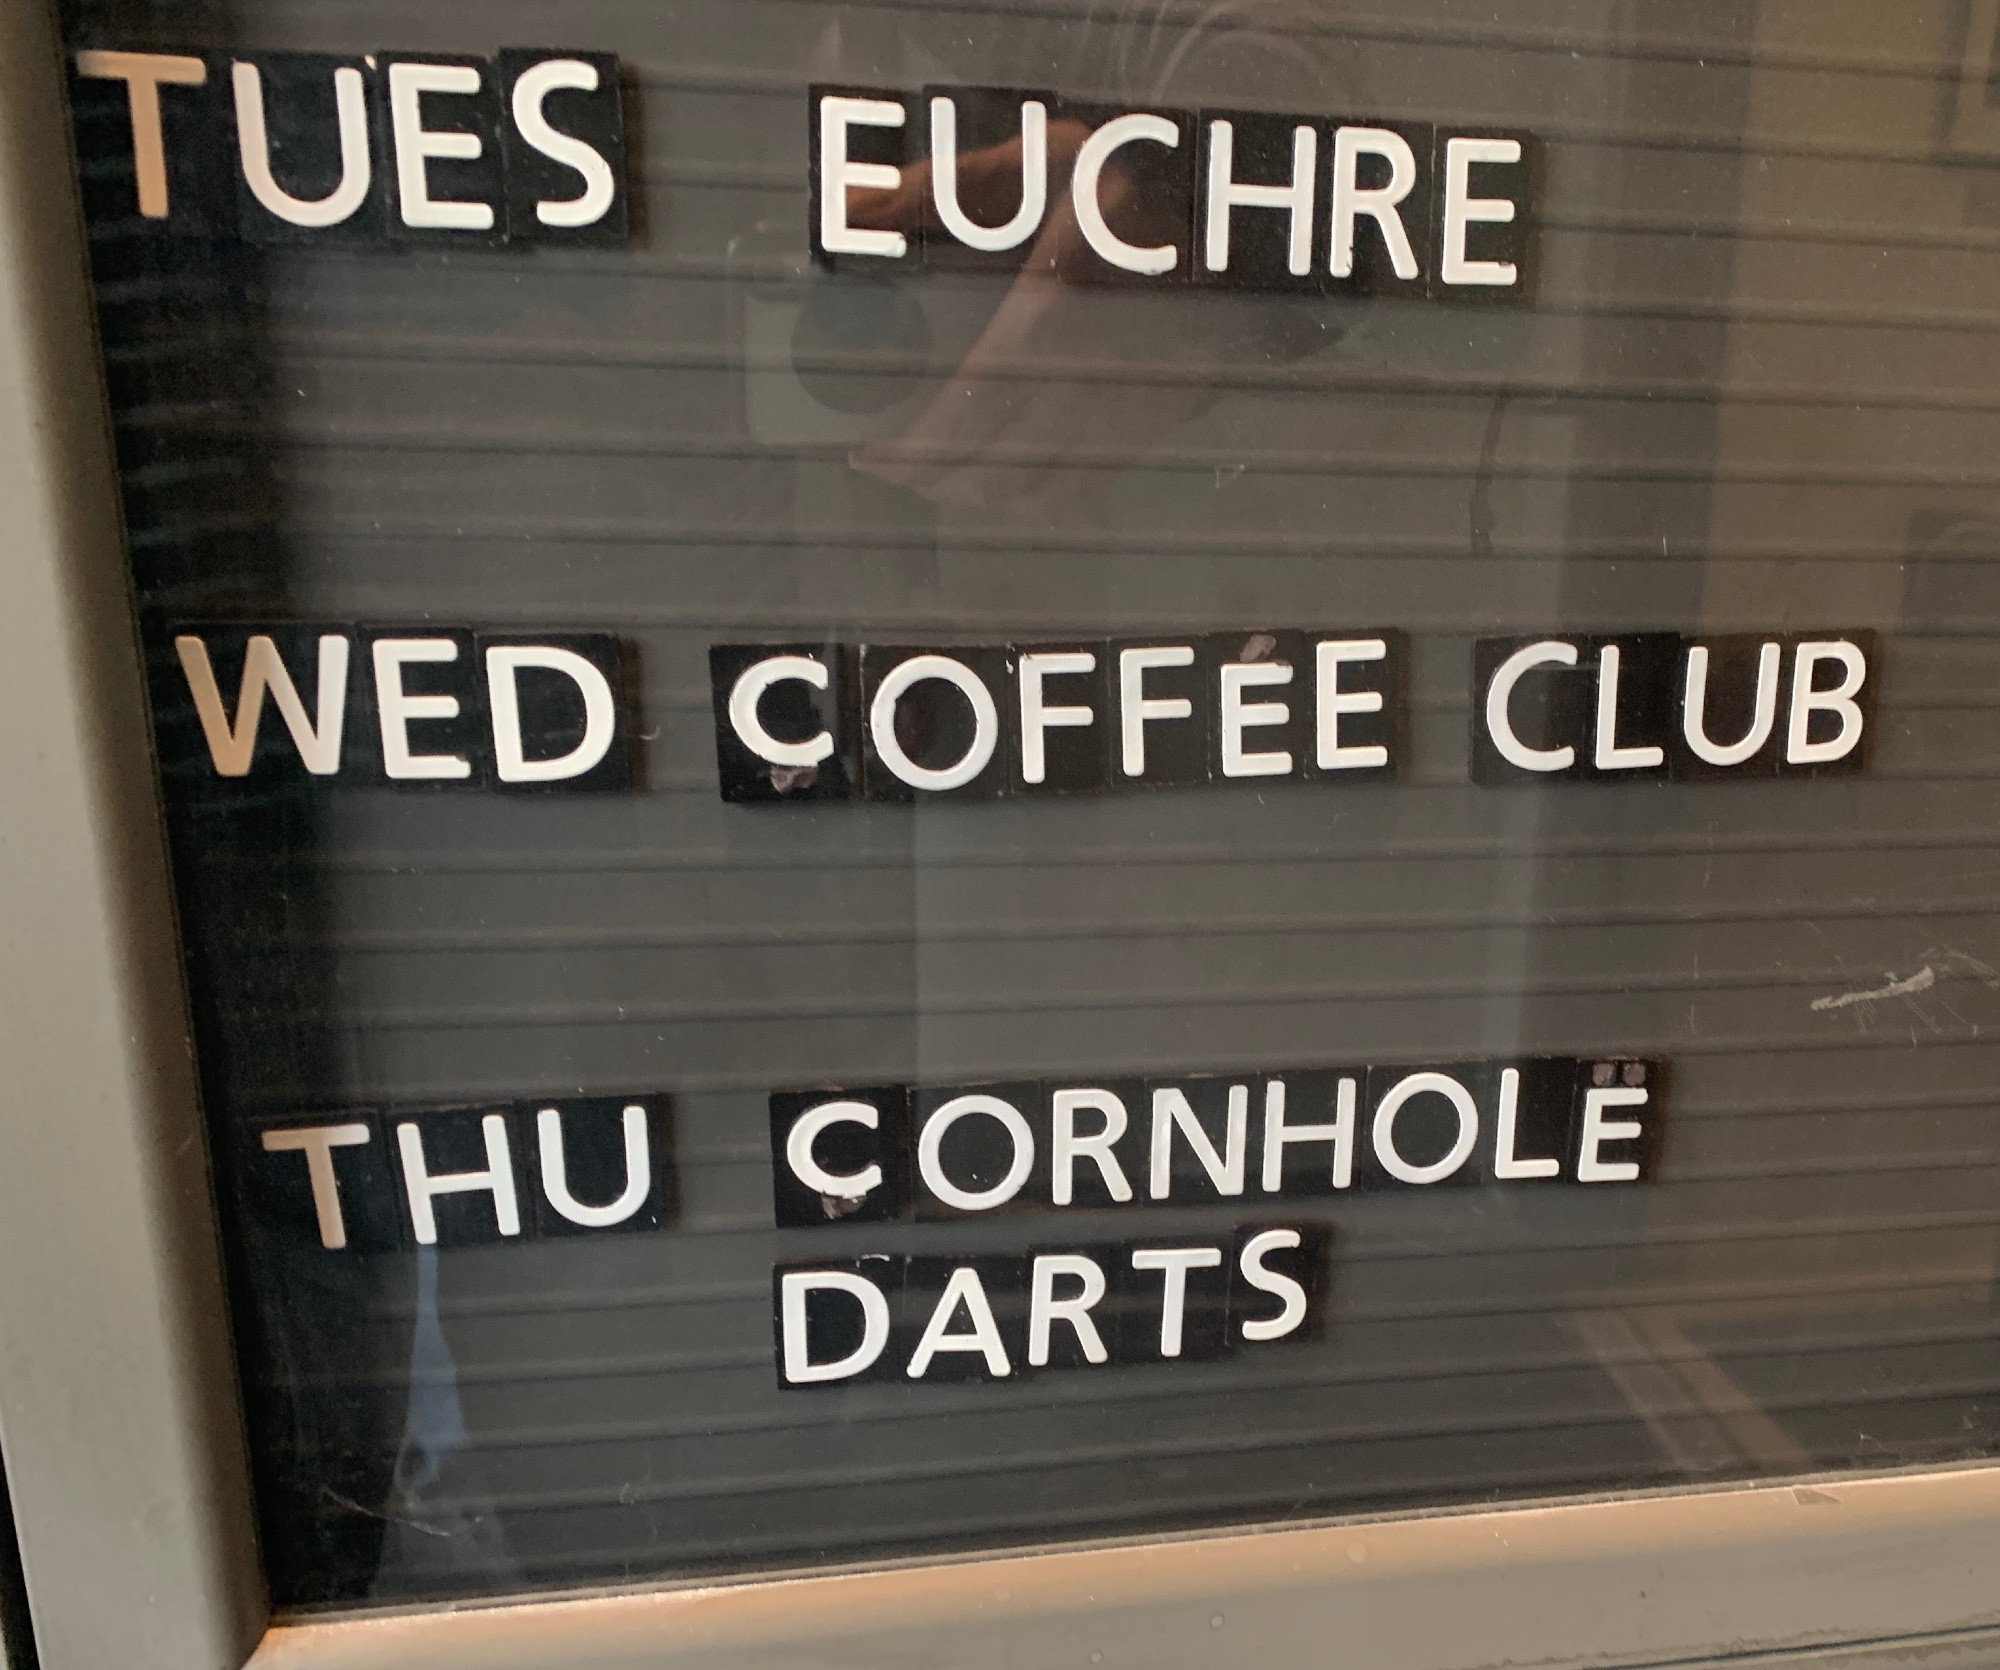 TUES EUCHRE
WED COFFEE CLUB
THU CORNHOLE
DARTS